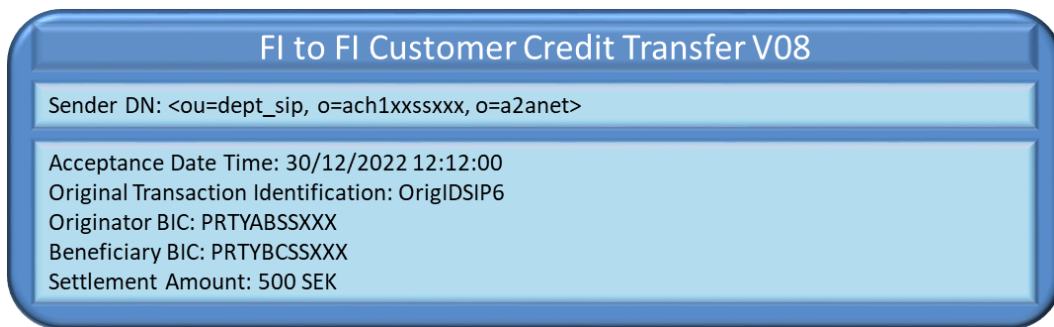 FI to FI Customer Credit Transfer V08
Sender DN: <ou=dept_sip, o=ach1xxssxxx, o=a2anet>
Acceptance Date Time: 30/12/2022 12:12:00
Original Transaction Identification: OrigIDSIP6
Originator BIC: PRTYABSSXXX
Beneficiary BIC: PRTYBCSSXXX
Settlement Amount: 500 SEK